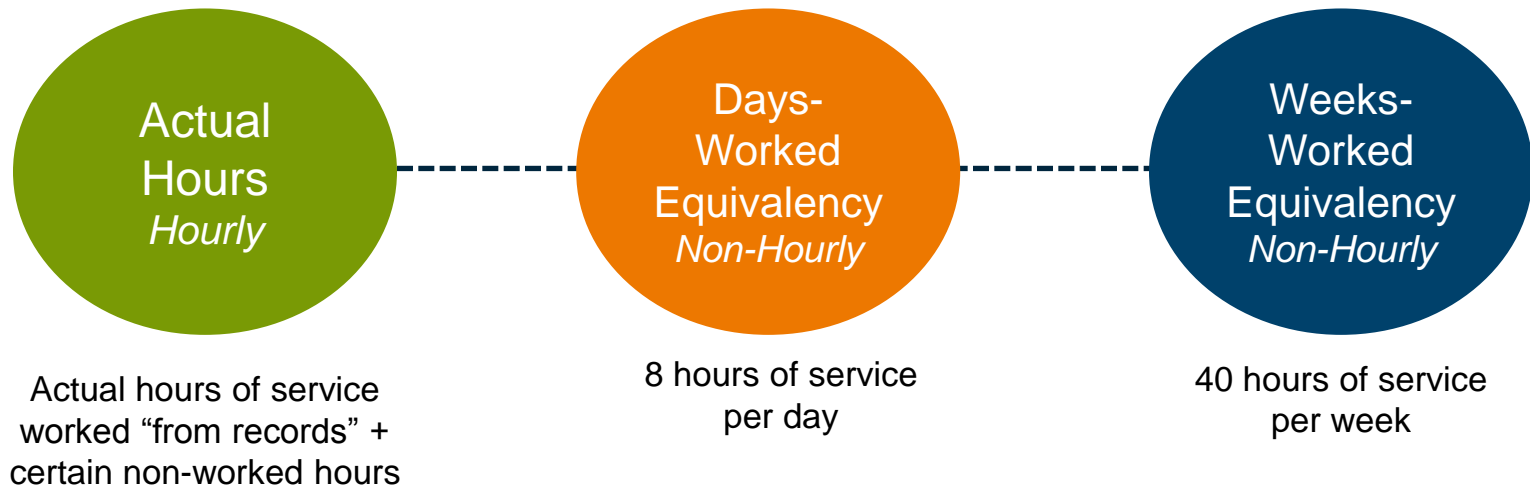 Actual
Hours
Hourly
Days-
Worked
Equivalency
Non-Hourly
Weeks-
Worked
Equivalency
Non-Hourly
Actual hours of service
worked “from records” +
certain non-worked hours
8 hours of service
per day
40 hours of service
per week